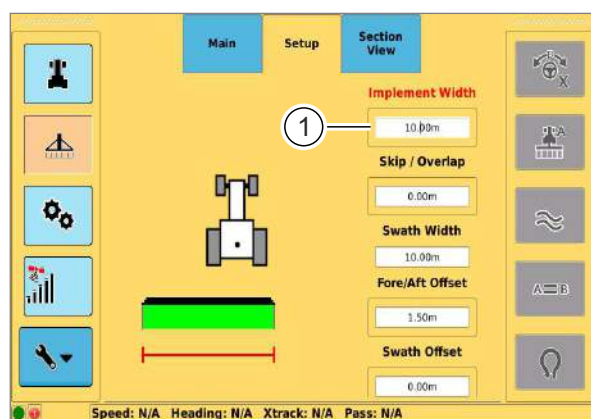 Main
Setup
Section
View
Implement Width
1
10.00m
Skip / Overlap
0.00m
Swath Width
10.00m
Fore/Aft Offset
1.50m
Swath Offset
0.00m
X
A
A=B
Speed: N/A Heading: N/A Xtrack: N/A Pass: N/A